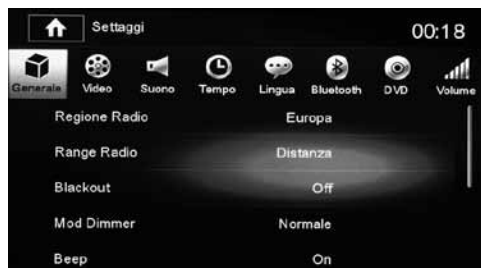 Settaggi 00:18
Generale Video Suono Tempo Lingua Bluetooth DVD Volume
Regione Radio Europa
Range Radio Distanza
Blackout Off
Mod Dimmer Normale
Beep On